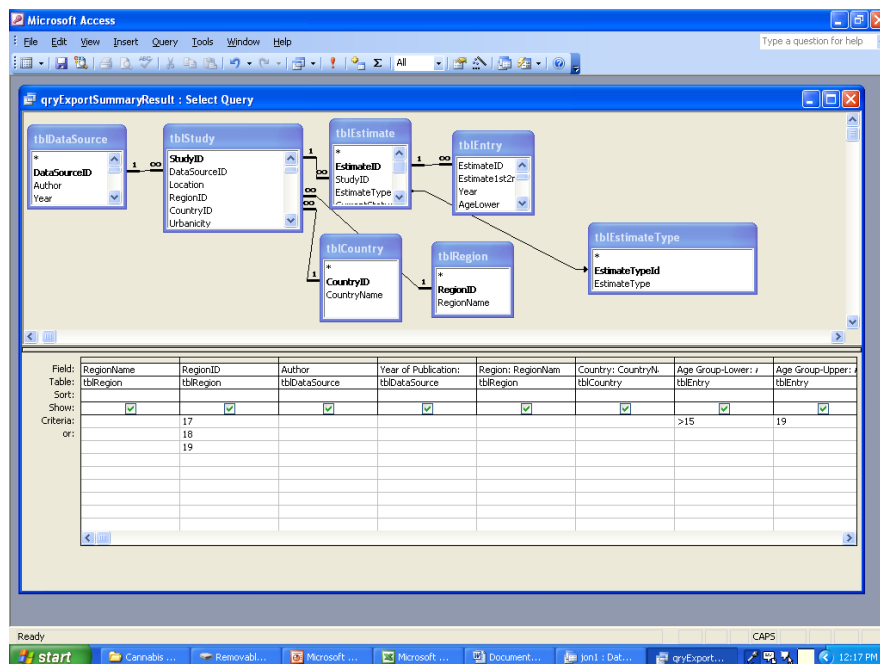 Microsoft Access
File Edit View Insert Query Tools Window Help
Type a question for help
All
qryExportSummaryResult : Select Query
tblDataSource
*
DataSourceID
Author
Year
tblStudy
StudyID
DataSourceID
Location
RegionID
CountryID
Urbanicity
tblEstimate
*
EstimateID
StudyID
EstimateType
CurrentStatu
tblEntry
EstimateID
Estimate1st2r
Year
AgeLower
tblCountry
*
CountryID
CountryName
tblRegion
*
RegionID
RegionName
tblEstimateType
*
EstimateTypeId
EstimateType
1 ∞
1 ∞
1 ∞
∞ 1
∞ 1
Field: RegionName RegionID Author Year of Publication: Region: RegionNam Country: CountryN Age Group-Lower: Age Group-Upper:
Table: tblRegion tblRegion tblDataSource tblDataSource tblRegion tblCountry tblEntry tblEntry
Sort:
Show:
Criteria: 17 >15 19
or: 18
19
Ready CAPS
start Cannabis ... Removabl... Microsoft ... Microsoft ... Document... jon1 : Dat... qryExport... 12:17 PM